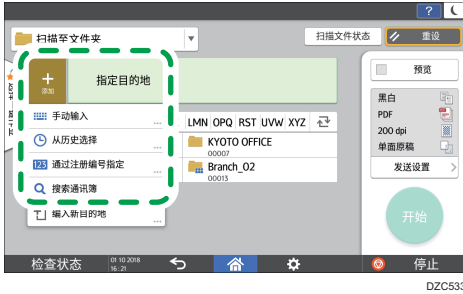 ?
扫描至文件夹
扫描文件状态
重设
添加
指定目的地
预览
手动输入
...
LMN OPQ RST UVW XYZ
黑白
PDF
200 dpi
单面原稿
从历史选择
...
KYOTO OFFICE
00007
123 通过注册编号指定
...
Branch_02
00013
发送设置
搜索通讯簿
...
编入新目的地
...
开始
检查状态
01 10 2018
16:21
停止
DZC533